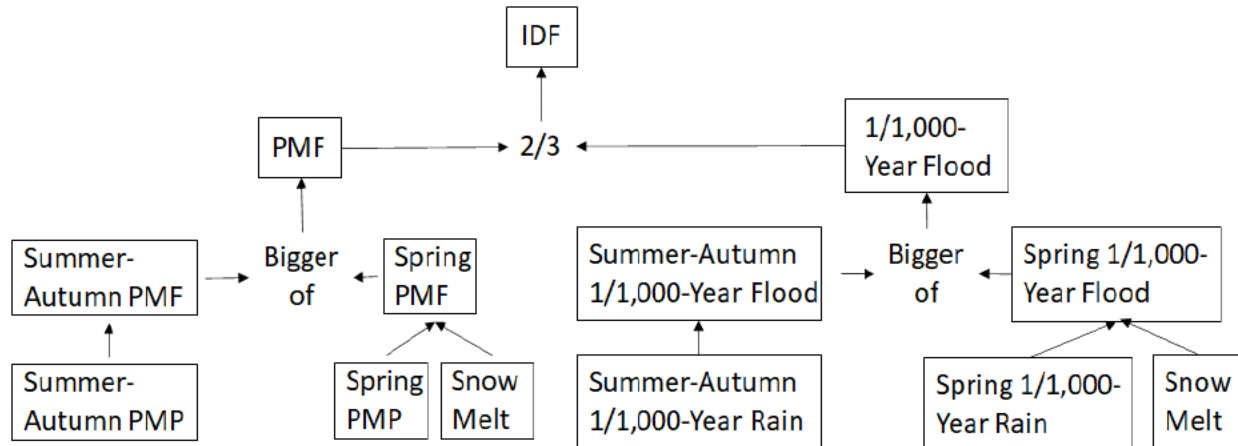 IDF
PMF
2/3
1/1,000-
Year Flood
Summer-
Autumn PMF
Bigger
of
Spring
PMF
Summer-Autumn
1/1,000-Year Flood
Bigger
of
Spring 1/1,000-
Year Flood
Summer-
Autumn PMP
Spring
PMP
Snow
Melt
Summer-Autumn
1/1,000-Year Rain
Spring 1/1,000-
Year Rain
Snow
Melt